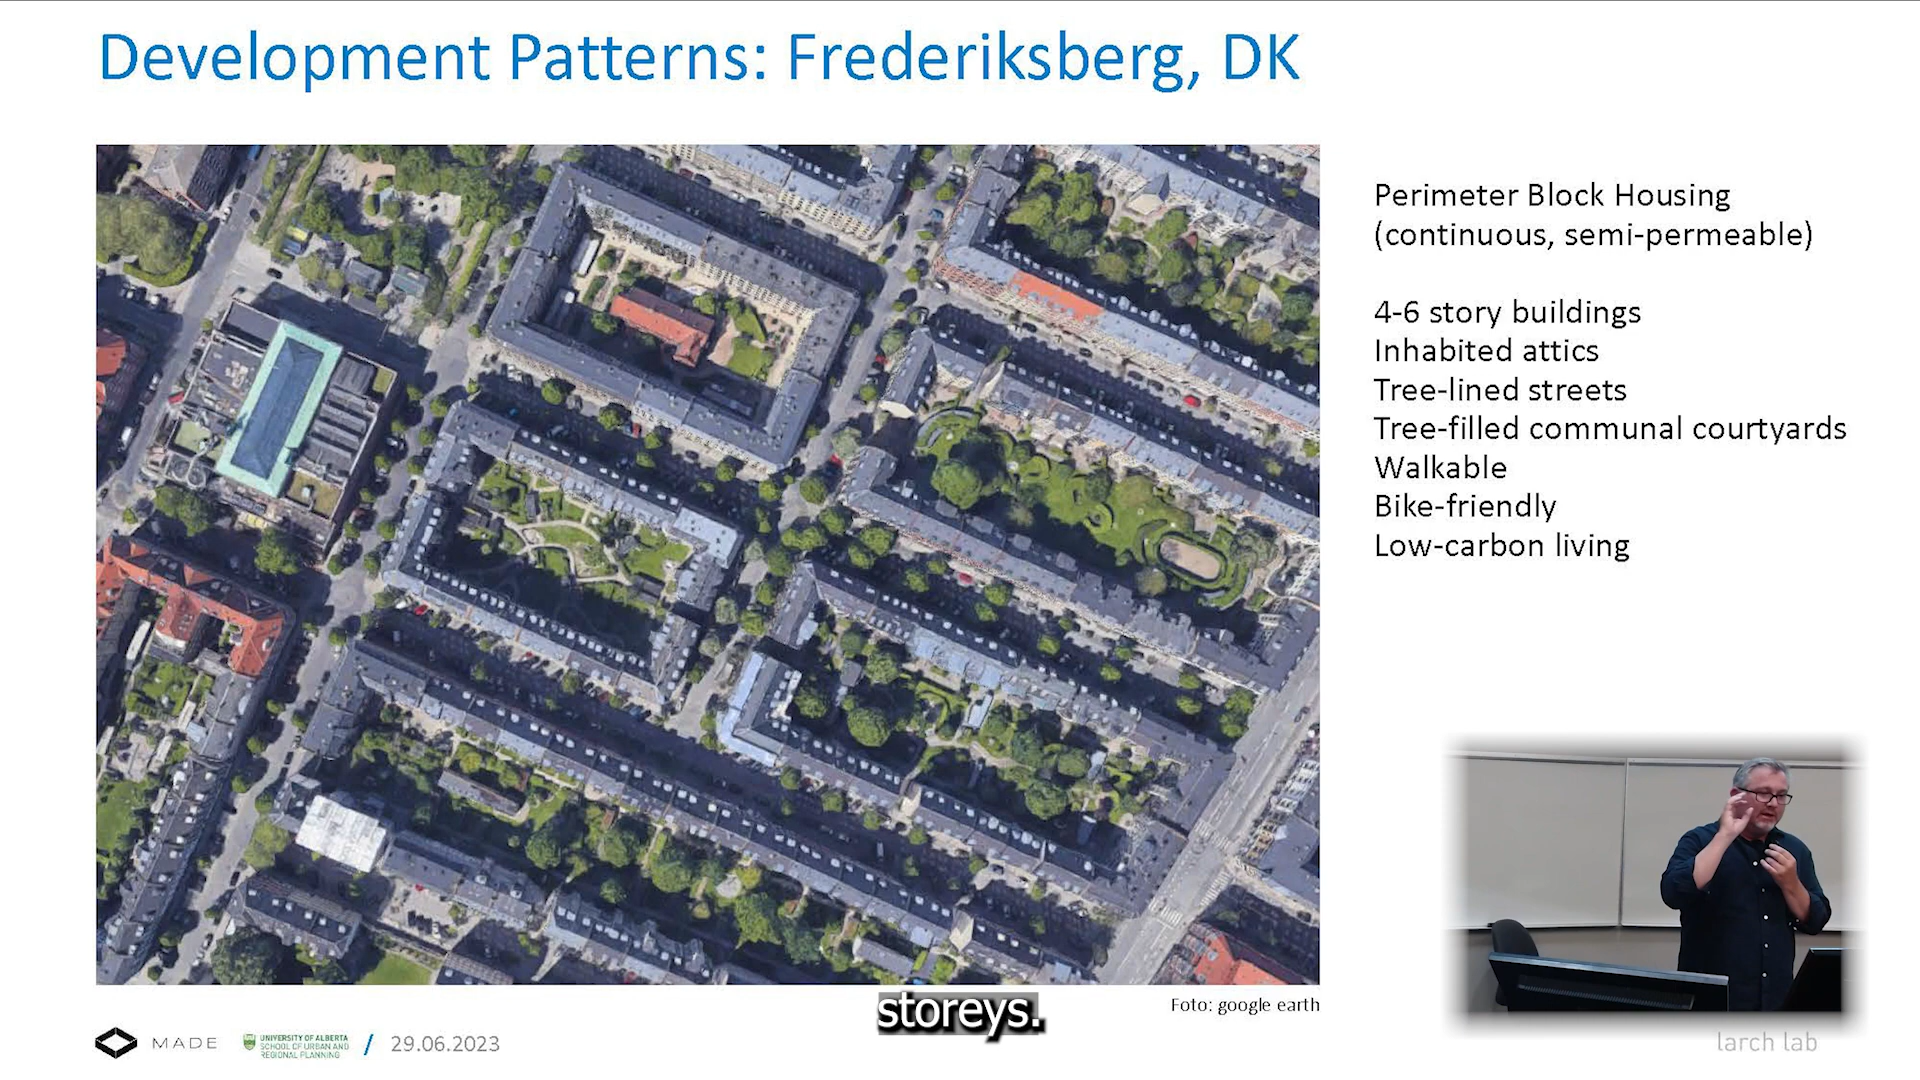 Development Patterns: Frederiksberg, DK
Perimeter Block Housing
(continuous, semi-permeable)
4-6 story buildings
Inhabited attics
Tree-lined streets
Tree-filled communal courtyards
Walkable
Bike-friendly
Low-carbon living
storeys.
Foto: google earth
MADE
UNIVERSITY OF ALBERTA
SCHOOL OF URBAN AND
REGIONAL PLANNING
/ 29.06.2023
larch lab